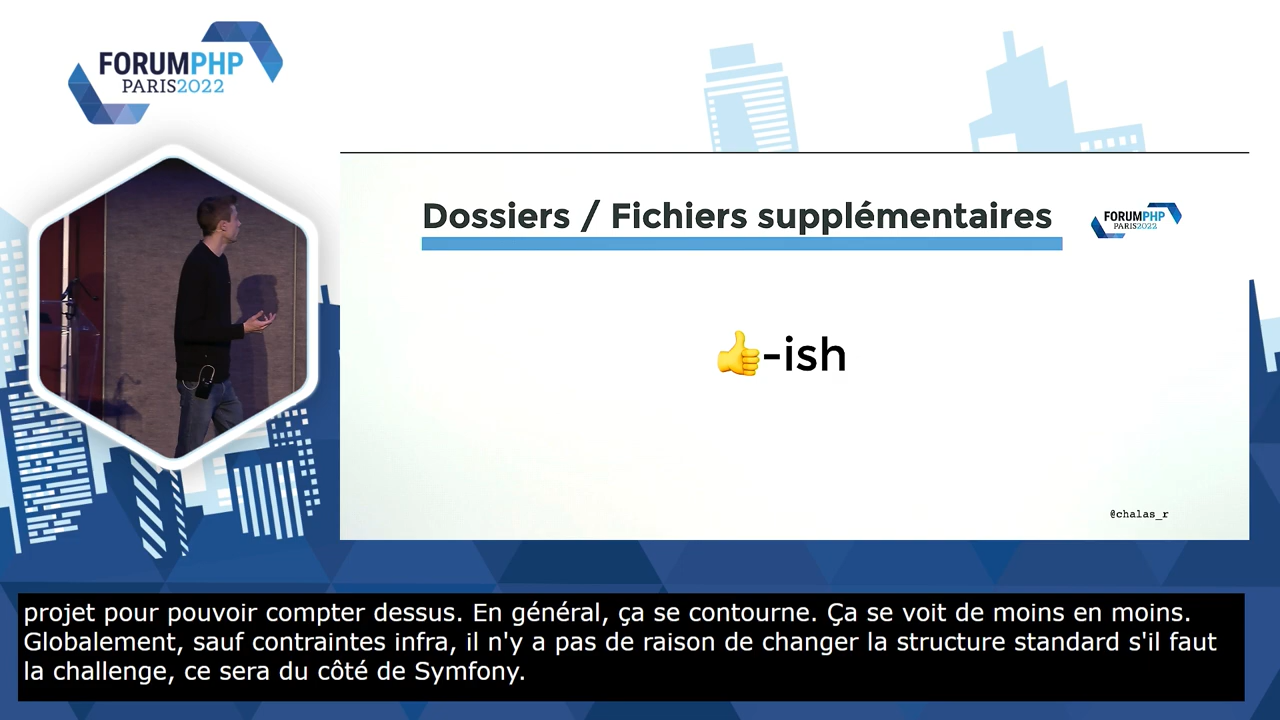 FORUMPHP
PARIS2022
Dossiers / Fichiers supplémentaires
FORUMPHP
PARIS2022
👍-ish
@chalas_r
projet pour pouvoir compter dessus. En général, ça se contourne. Ça se voit de moins en moins.
Globalement, sauf contraintes infra, il n'y a pas de raison de changer la structure standard s'il faut
la challenge, ce sera du côté de Symfony.